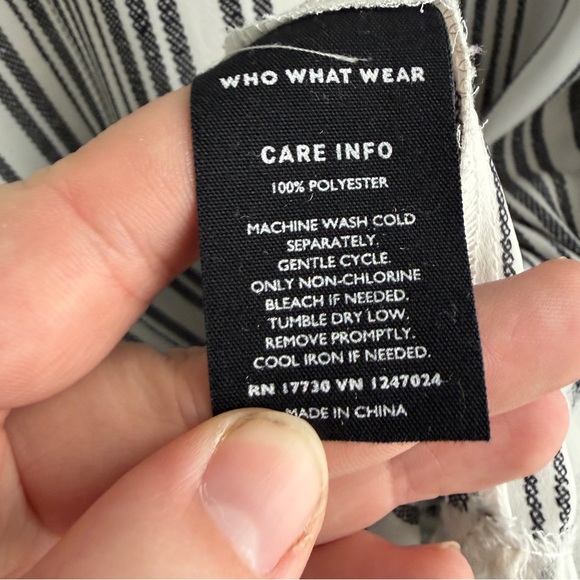 WHO WHAT WEAR
CARE INFO
100% POLYESTER
MACHINE WASH COLD
SEPARATELY.
GENTLE CYCLE.
ONLY NON-CHLORINE
BLEACH IF NEEDED.
TUMBLE DRY LOW.
REMOVE PROMPTLY.
COOL IRON IF NEEDED.
RN 17730 VN 1247024
MADE IN CHINA